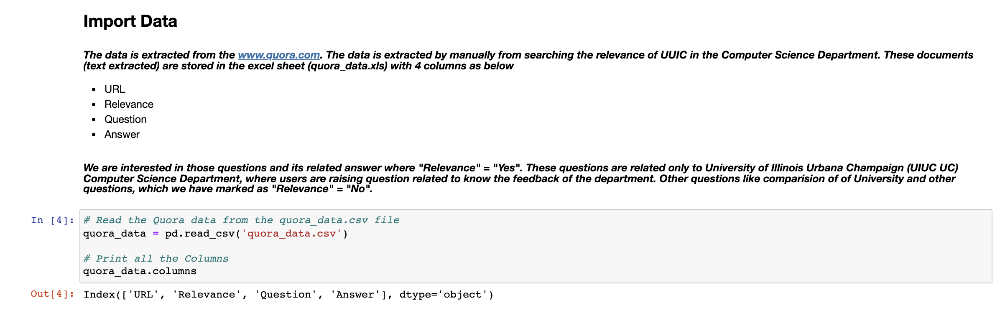 Import Data
The data is extracted from the www.quora.com. The data is extracted by manually from searching the relevance of UUIC in the Computer Science Department. These documents
(text extracted) are stored in the excel sheet (quora_data.xls) with 4 columns as below
• URL
• Relevance
• Question
• Answer
We are interested in those questions and its related answer where "Relevance" = "Yes". These questions are related only to University of Illinois Urbana Champaign (UIUC UC)
Computer Science Department, where users are raising question related to know the feedback of the department. Other questions like comparision of of University and other
questions, which we have marked as "Relevance" = "No".
In [4]: # Read the Quora data from the quora_data.csv file
quora_data = pd.read_csv('quora_data.csv')
# Print all the Columns
quora_data.columns
Out[4]: Index(['URL', 'Relevance', 'Question', 'Answer'], dtype='object')